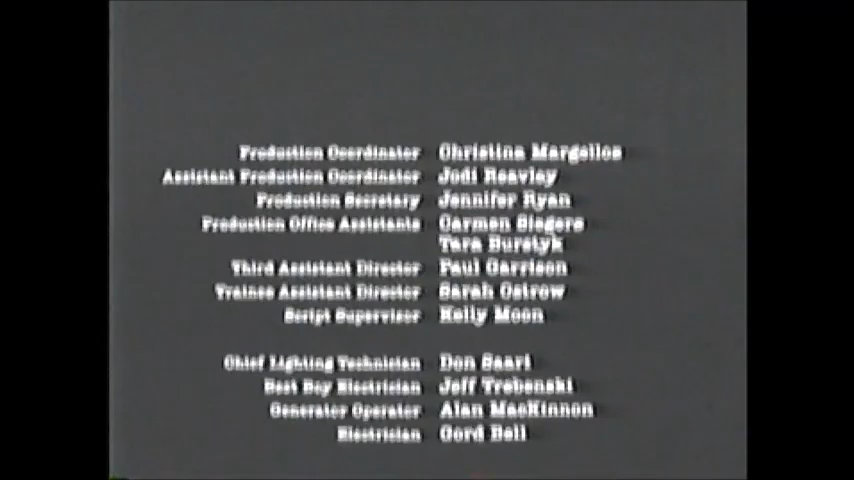 Production Coordinator Christina Margellos
Assistant Production Coordinator Jodi Reavley
Production Secretary Jennifer Ryan
Production Office Assistants Carmen Siegers
Tara Burstyk
Third Assistant Director Paul Garrison
Trainee Assistant Director Sarah Ostrow
Script Supervisor Kelly Moon
Chief Lighting Technician Don Saari
Best Boy Electrician Jeff Trebenski
Generator Operator Alan MacKinnon
Electrician Gord Bell